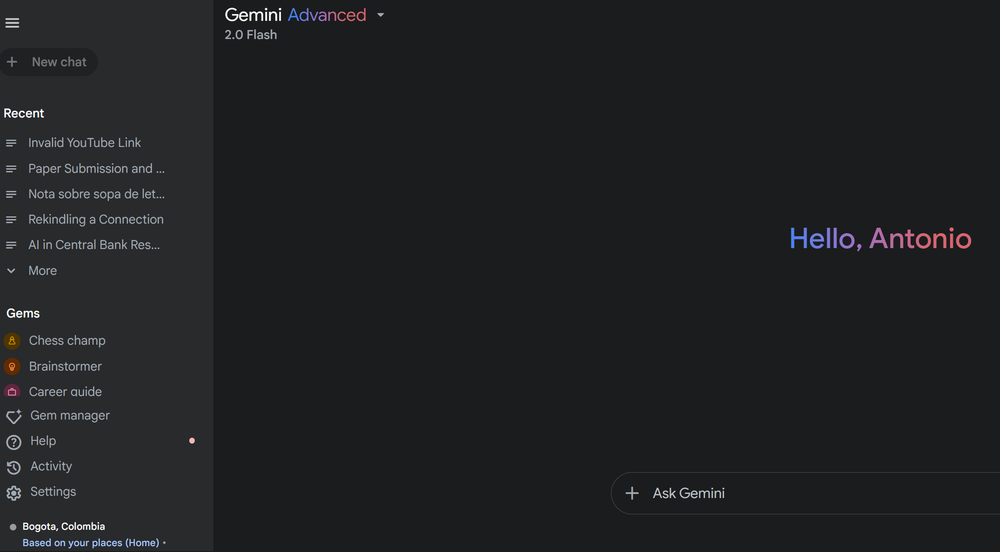 Gemini Advanced
2.0 Flash
New chat
Recent
Invalid YouTube Link
Paper Submission and ...
Nota sobre sopa de let...
Rekindling a Connection
AI in Central Bank Res...
More
Gems
Chess champ
Brainstormer
Career guide
Gem manager
Help
Activity
Settings
Bogota, Colombia
Based on your places (Home) •
Hello, Antonio
Ask Gemini